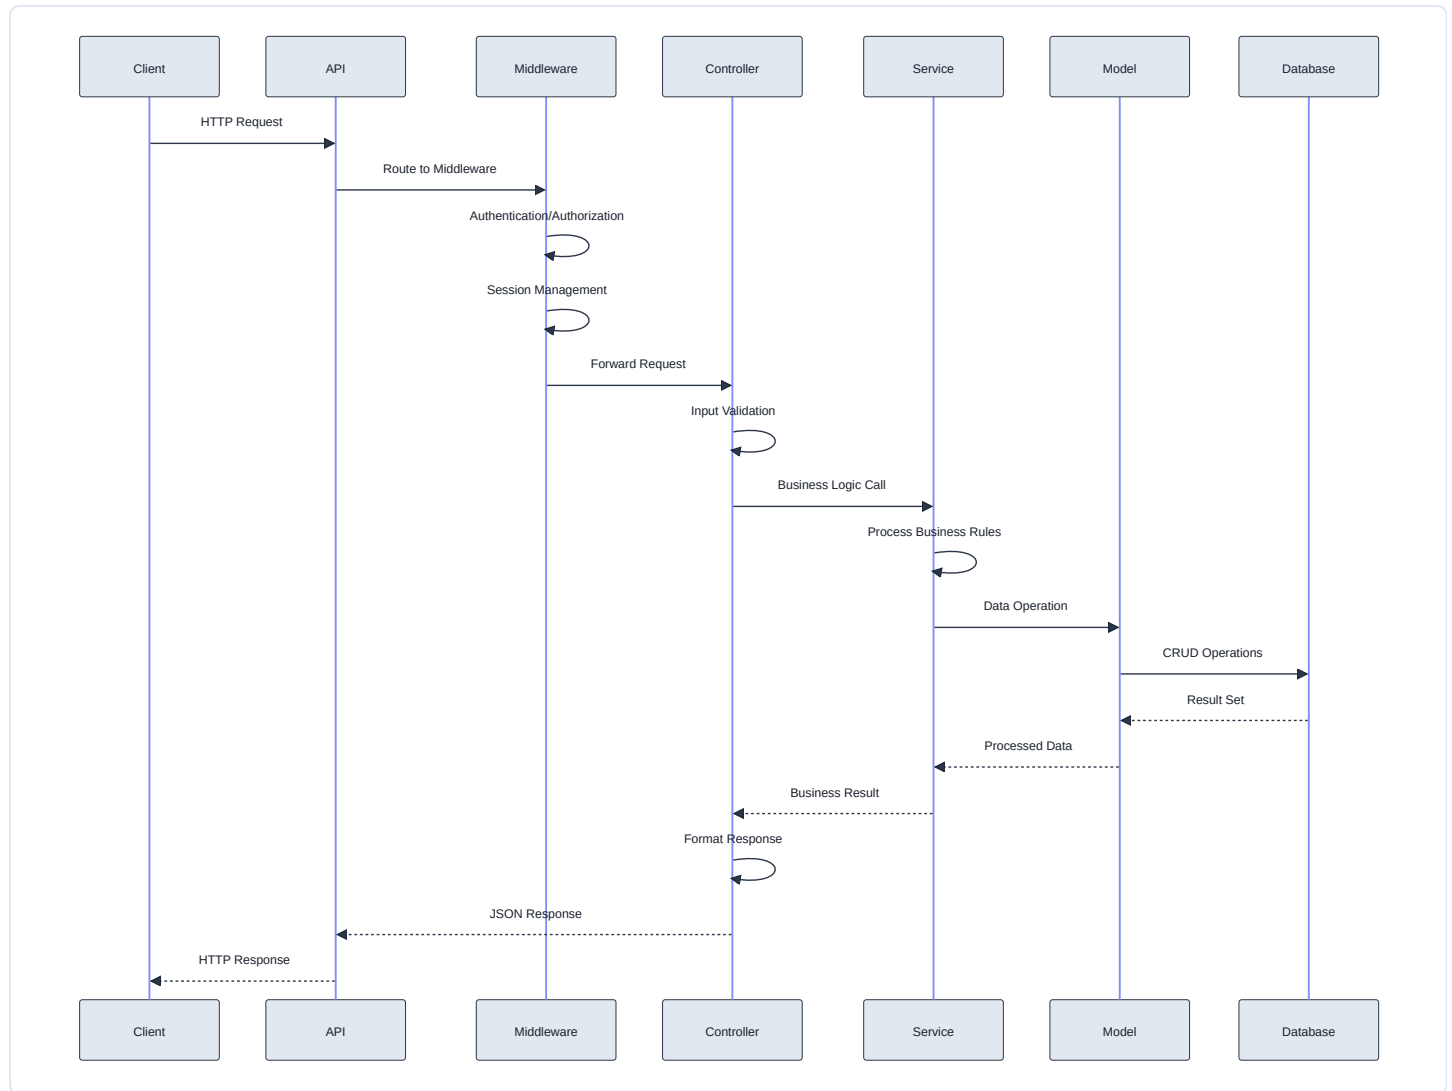 Client
API
Middleware
Controller
Service
Model
Database
HTTP Request
Route to Middleware
Authentication/Authorization
Session Management
Forward Request
Input Validation
Business Logic Call
Process Business Rules
Data Operation
CRUD Operations
Result Set
Processed Data
Business Result
Format Response
JSON Response
HTTP Response
Client
API
Middleware
Controller
Service
Model
Database